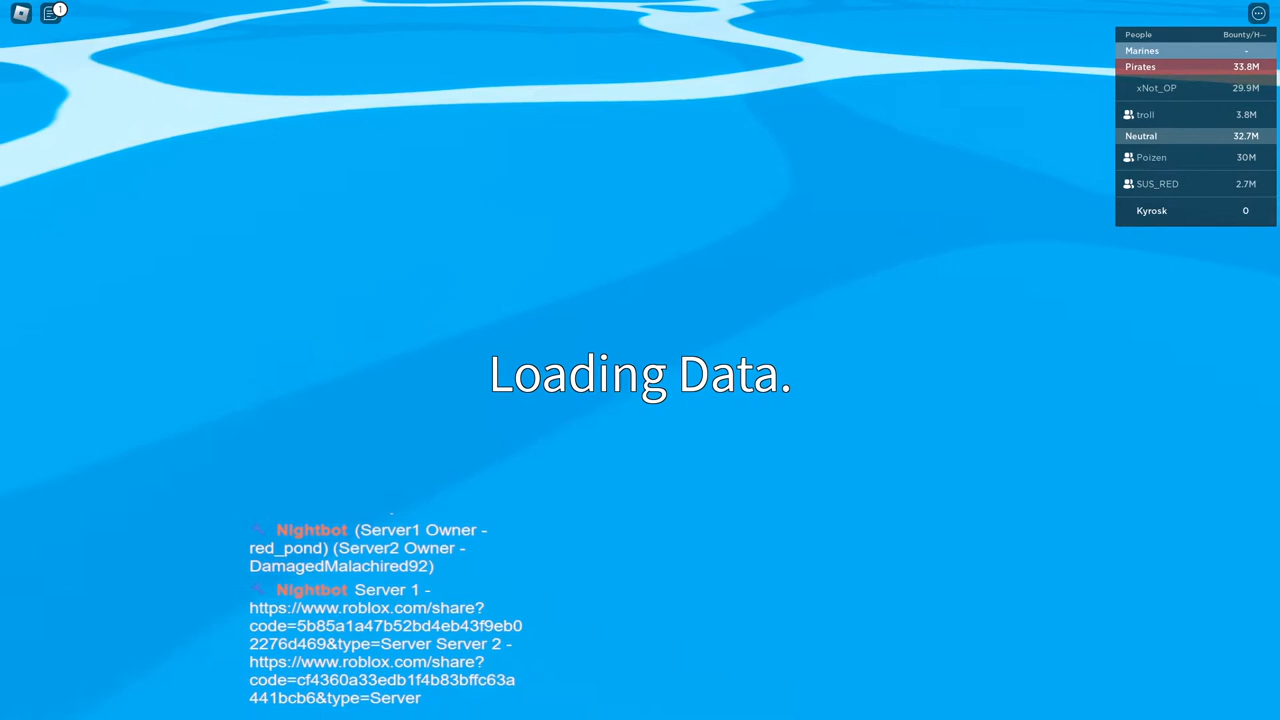 1
People Bounty/H--
Marines -
Pirates 33.8M
xNot_OP 29.9M
troll 3.8M
Neutral 32.7M
Poizen 30M
SUS_RED 2.7M
Kyrosk 0
Loading Data.
Nightbot (Server1 Owner -
red_pond) (Server2 Owner -
DamagedMalachired92)
Nightbot Server 1 -
https://www.roblox.com/share?
code=5b85a1a47b52bd4eb43f9eb0
2276d469&type=Server Server 2 -
https://www.roblox.com/share?
code=cf4360a33edb1f4b83bffc63a
441bcb6&type=Server